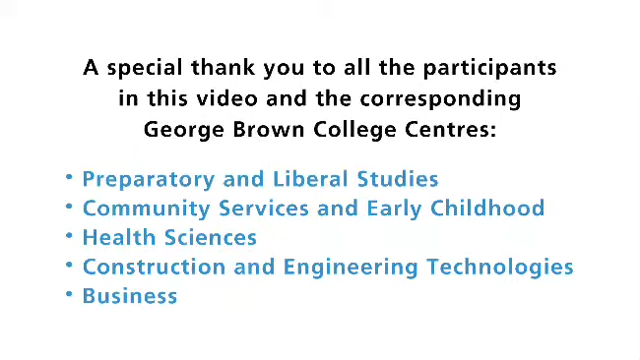 A special thank you to all the participants
in this video and the corresponding
George Brown College Centres:
• Preparatory and Liberal Studies
• Community Services and Early Childhood
• Health Sciences
• Construction and Engineering Technologies
• Business